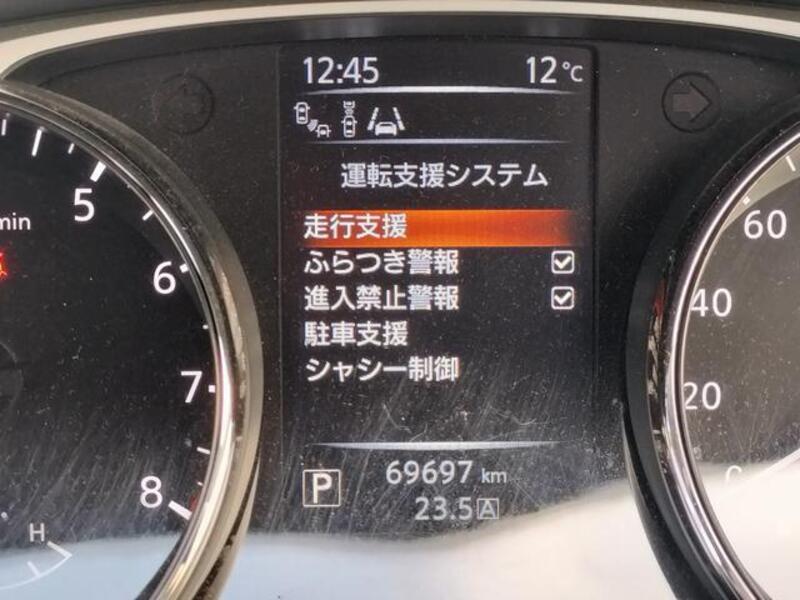 12:45 12℃
運転支援システム
走行支援
ふらつき警報
進入禁止警報
駐車支援
シャシー制御
P 69697 km
23.5 A
min
5
6
7
8
H
60
40
20
0